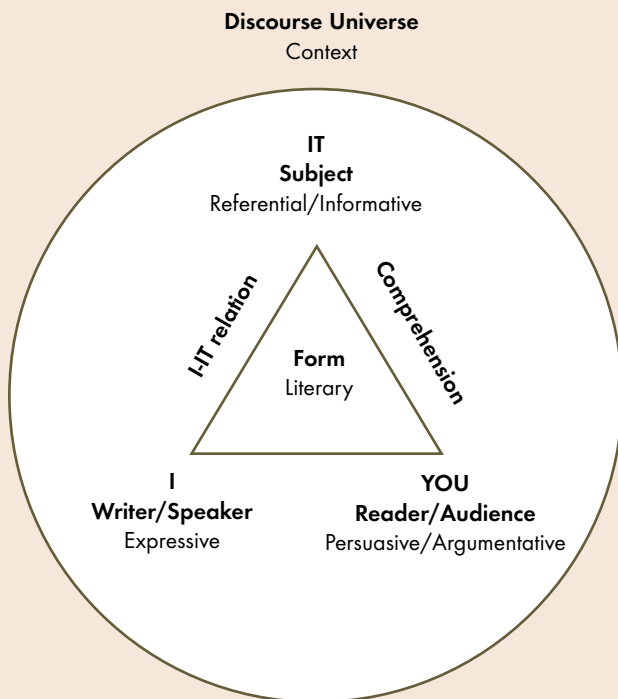 Discourse Universe
Context
IT
Subject
Referential/Informative
I-IT relation
Comprehension
Form
Literary
I
Writer/Speaker
Expressive
YOU
Reader/Audience
Persuasive/Argumentative